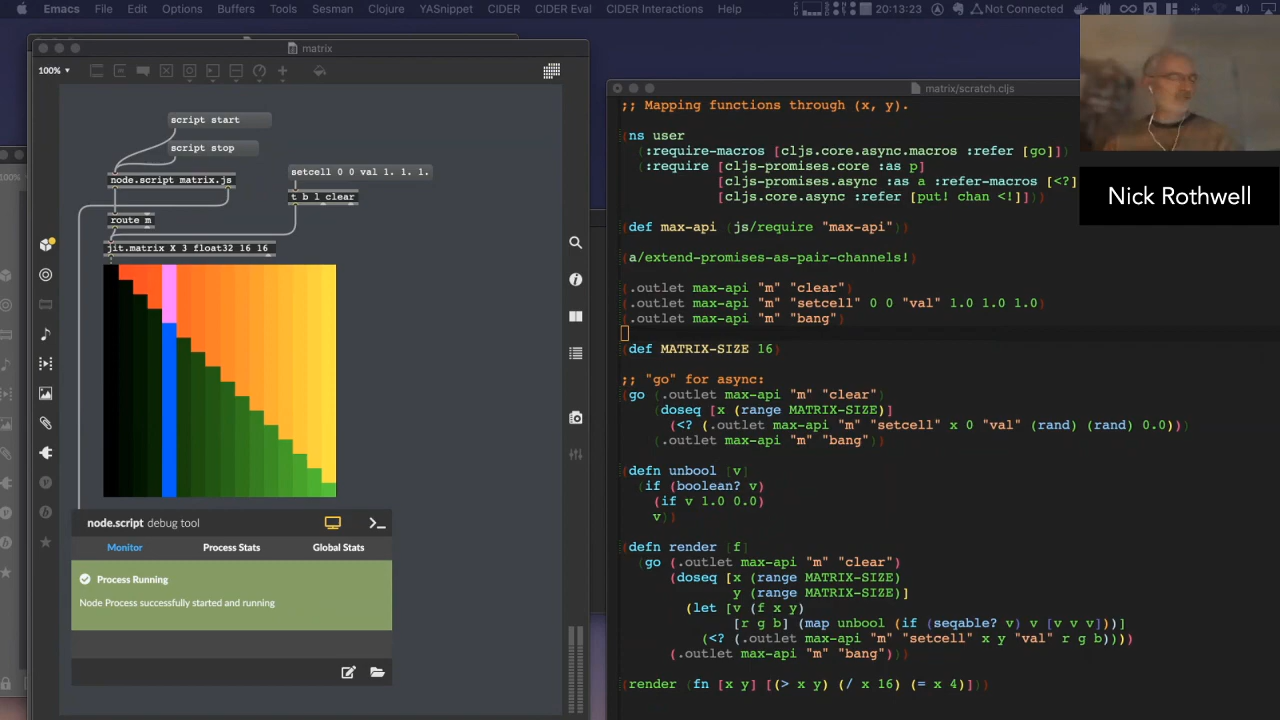 Emacs File Edit Options Buffers Tools Sesman Clojure YASnippet CIDER CIDER Eval CIDER Interactions Help 20:13:23 Not Connected
matrix
100%
script start
script stop
setcell 0 0 val 1. 1. 1.
node.script matrix.js
t b l clear
route m
jit.matrix X 3 float32 16 16
node.script debug tool
Monitor Process Stats Global Stats
Process Running
Node Process successfully started and running
matrix/scratch.cljs
;; Mapping functions through (x, y).
(ns user
(:require-macros [cljs.core.async.macros :refer [go]])
(:require [cljs-promises.core :as p]
[cljs-promises.async :as a :refer-macros [<?]
[cljs.core.async :refer [put! chan <!]]))
(def max-api (js/require "max-api"))
(a/extend-promises-as-pair-channels!)
(.outlet max-api "m" "clear")
(.outlet max-api "m" "setcell" 0 0 "val" 1.0 1.0 1.0)
(.outlet max-api "m" "bang")
(def MATRIX-SIZE 16)
;; "go" for async:
(go (.outlet max-api "m" "clear")
(doseq [x (range MATRIX-SIZE)]
(<? (.outlet max-api "m" "setcell" x 0 "val" (rand) (rand) 0.0)))
(.outlet max-api "m" "bang"))
(defn unbool [v]
(if (boolean? v)
(if v 1.0 0.0)
v))
(defn render [f]
(go (.outlet max-api "m" "clear")
(doseq [x (range MATRIX-SIZE)
y (range MATRIX-SIZE)]
(let [v (f x y)
[r g b] (map unbool (if (seqable? v) v [v v v]))]
(<? (.outlet max-api "m" "setcell" x y "val" r g b))))
(.outlet max-api "m" "bang")))
(render (fn [x y] [(> x y) (/ x 16) (= x 4)]))
Nick Rothwell